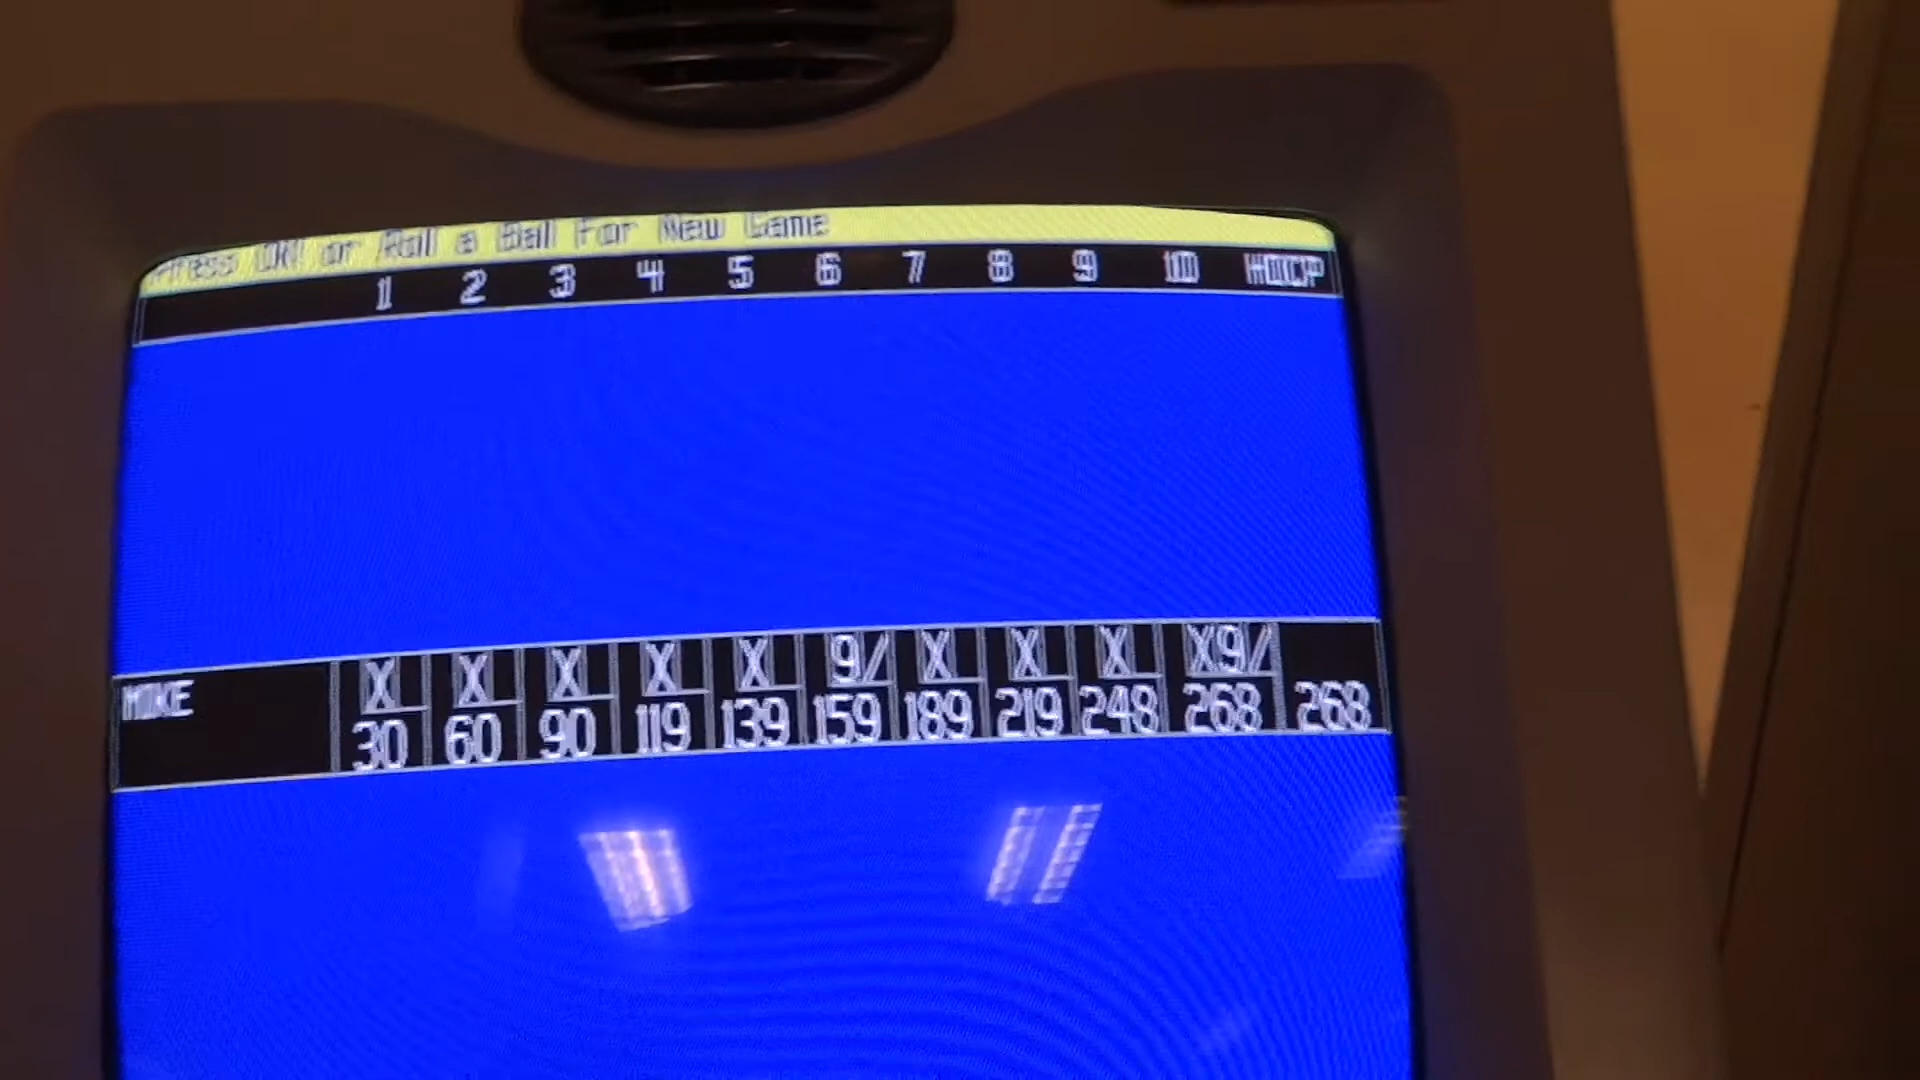 Press OK! or Roll a Ball For New Game
1 2 3 4 5 6 7 8 9 10 HDCP
X X X X X 9/ X X X X9/
MIKE
30 60 90 119 139 159 189 219 248 268 268